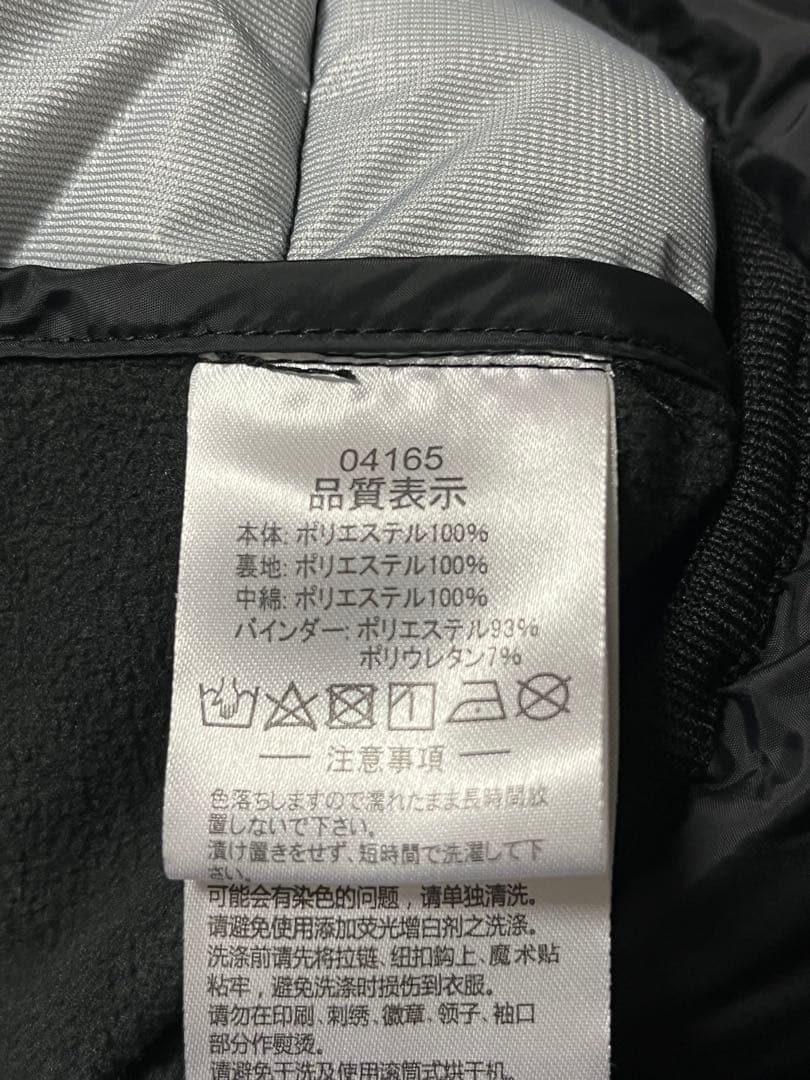 04165
品質表示
本体: ポリエステル100%
裏地: ポリエステル100%
中綿: ポリエステル100%
バインダー: ポリエステル93%
ポリウレタン7%
注意事項
色落ちしますので濡れたまま長時間放
置しないで下さい。
漬け置きをせず、短時間で洗濯して下
さい。
可能会有染色的问题，请单独清洗。
请避免使用添加荧光增白剂之洗涤。
洗涤前请先将拉链、纽扣鈎上、魔术贴
粘牢，避免洗涤时损伤到衣服。
请勿在印刷、刺绣、徽章、领子、袖口
部分作熨烫。
请避免干洗及使用滚筒式烘干机。